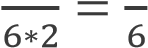 ― = ―
6*2 6